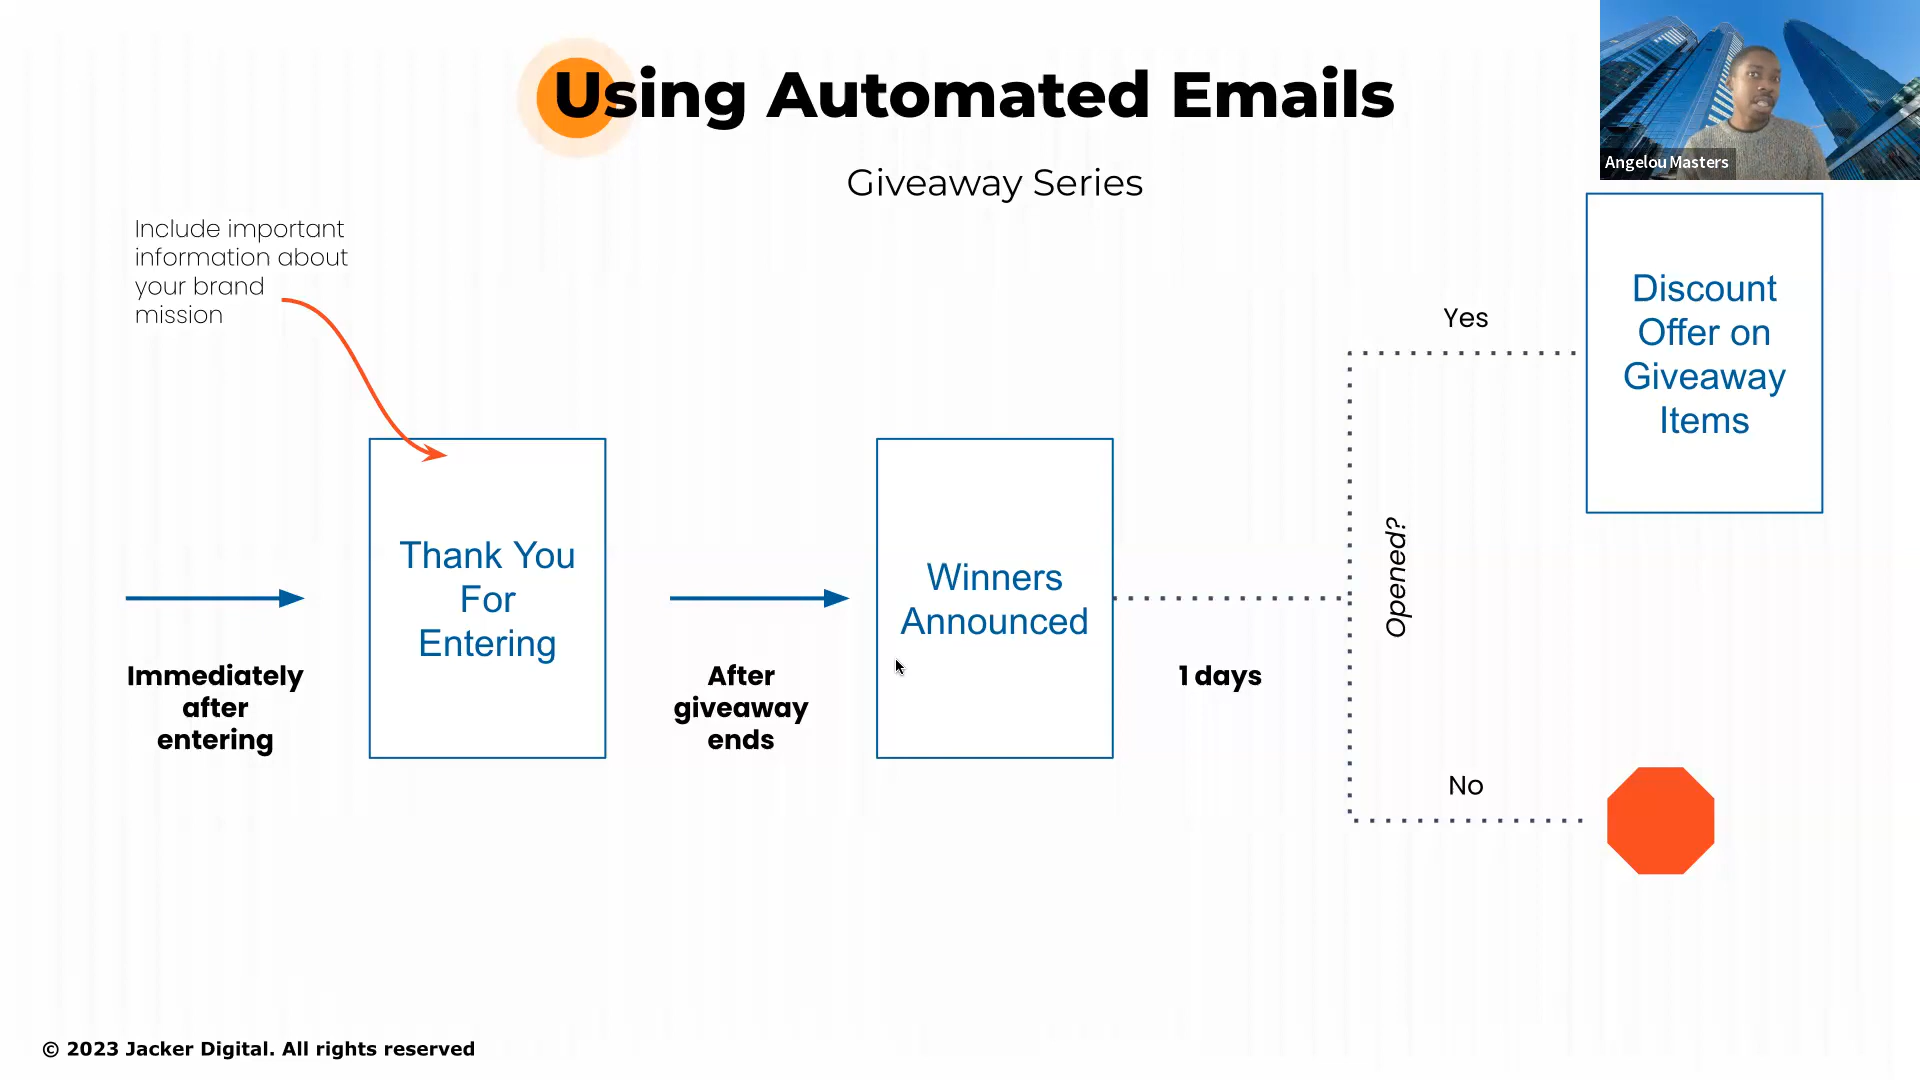 Using Automated Emails
Giveaway Series
Angelou Masters
Include important
information about
your brand
mission
Immediately
after
entering
Thank You
For
Entering
After
giveaway
ends
Winners
Announced
1 days
Opened?
Yes
Discount
Offer on
Giveaway
Items
No
© 2023 Jacker Digital. All rights reserved